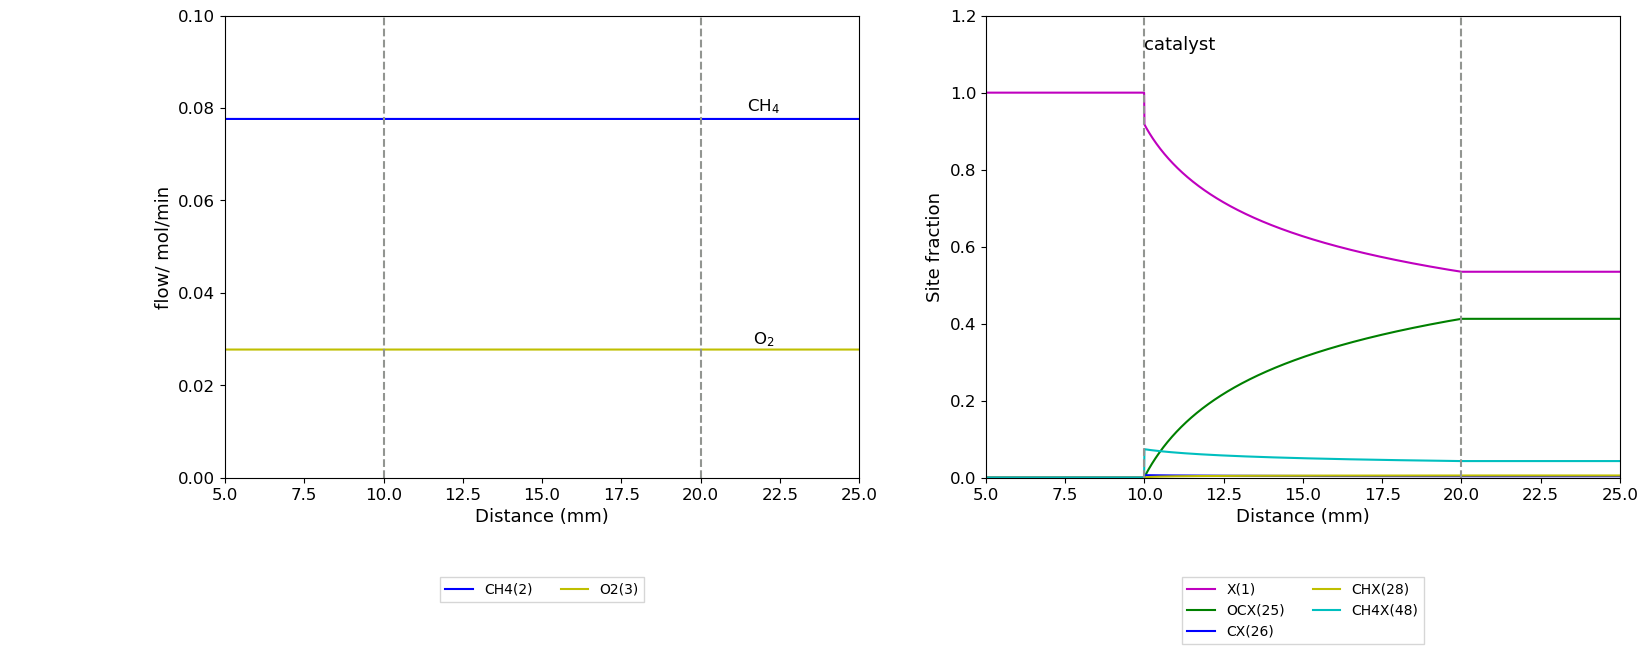 0.10
0.08
0.06
0.04
0.02
0.00
flow/ mol/min
CH₄
O₂
5.0 7.5 10.0 12.5 15.0 17.5 20.0 22.5 25.0
Distance (mm)
CH4(2) O2(3)
1.2
1.0
0.8
0.6
0.4
0.2
0.0
Site fraction
catalyst
5.0 7.5 10.0 12.5 15.0 17.5 20.0 22.5 25.0
Distance (mm)
X(1) CHX(28)
OCX(25) CH4X(48)
CX(26)